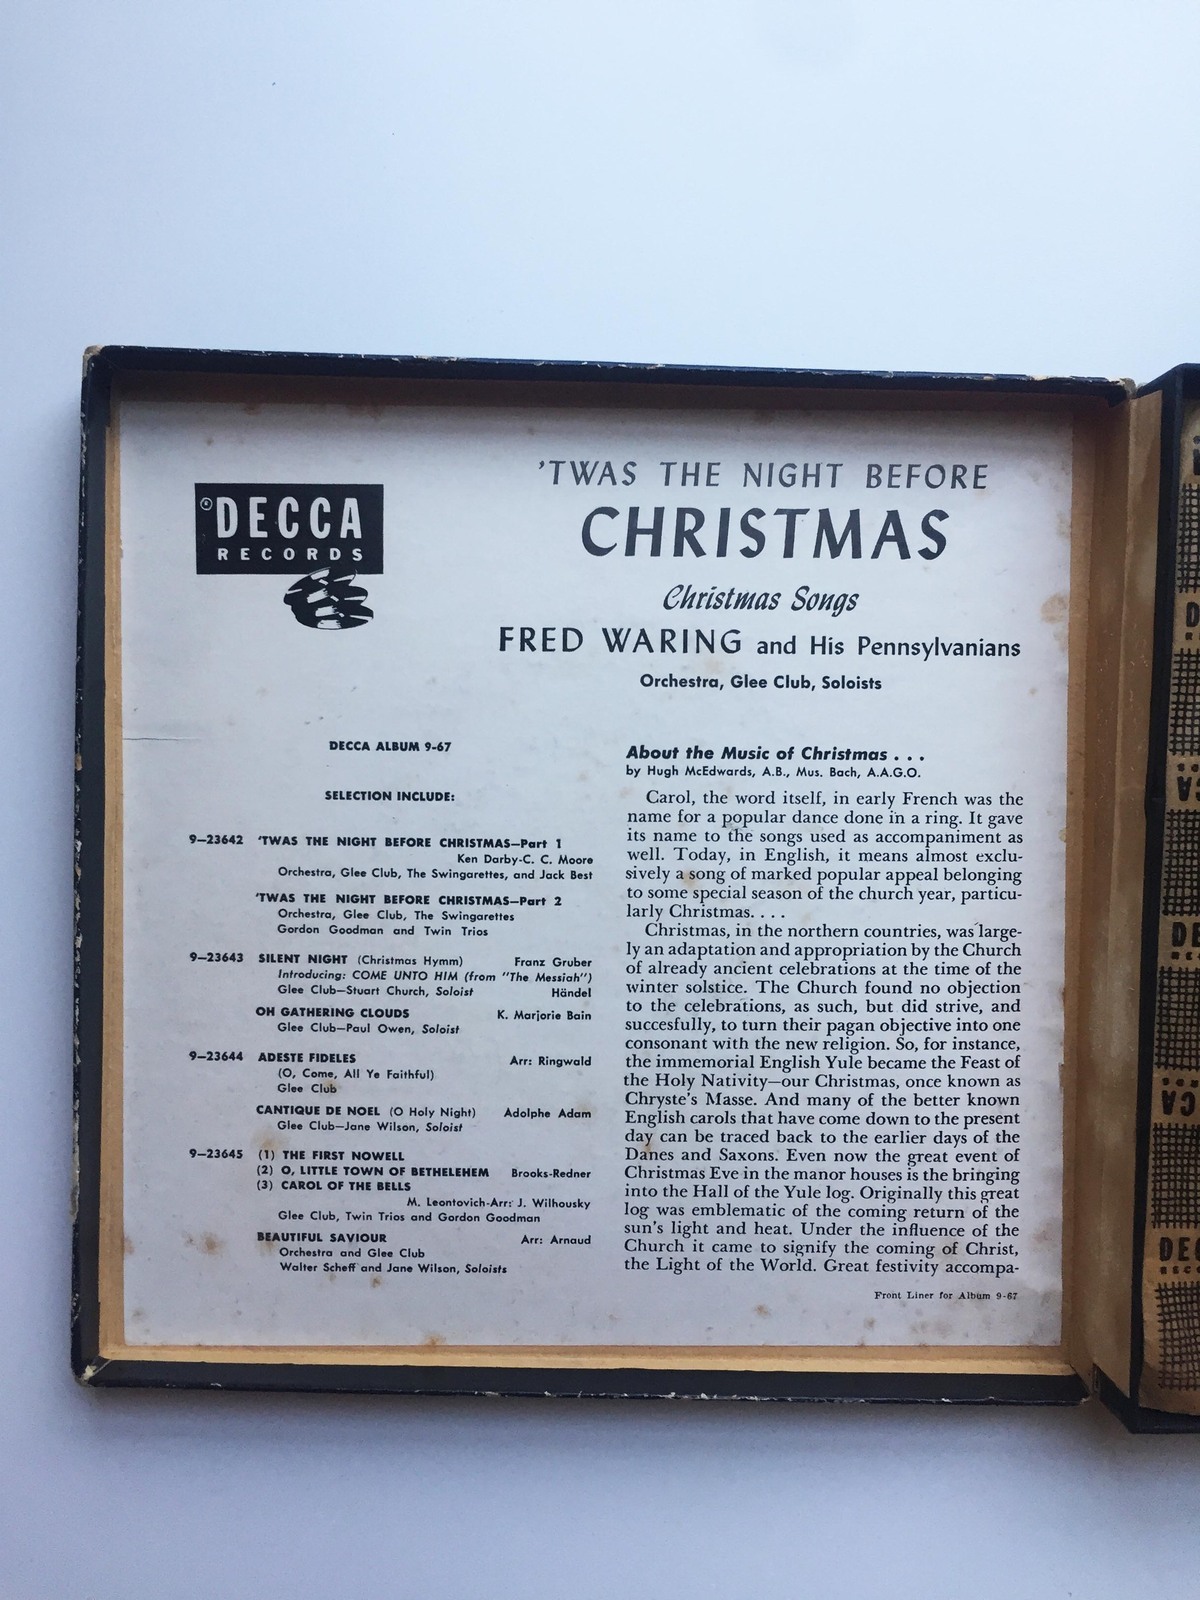 ® DECCA
RECORDS
'TWAS THE NIGHT BEFORE
CHRISTMAS
Christmas Songs
FRED WARING and His Pennsylvanians
Orchestra, Glee Club, Soloists
DECCA ALBUM 9-67
SELECTION INCLUDE:
9—23642 'TWAS THE NIGHT BEFORE CHRISTMAS—Part 1
Ken Darby-C. C. Moore
Orchestra, Glee Club, The Swingarettes, and Jack Best
'TWAS THE NIGHT BEFORE CHRISTMAS—Part 2
Orchestra, Glee Club, The Swingarettes
Gordon Goodman and Twin Trios
9—23643 SILENT NIGHT (Christmas Hymm) Franz Gruber
Introducing: COME UNTO HIM (from "The Messiah")
Glee Club—Stuart Church, Soloist Händel
OH GATHERING CLOUDS K. Marjorie Bain
Glee Club—Paul Owen, Soloist
9—23644 ADESTE FIDELES Arr: Ringwald
(O, Come, All Ye Faithful)
Glee Club
CANTIQUE DE NOEL (O Holy Night) Adolphe Adam
Glee Club—Jane Wilson, Soloist
9—23645 (1) THE FIRST NOWELL
(2) O, LITTLE TOWN OF BETHELEHEM Brooks-Redner
(3) CAROL OF THE BELLS
M. Leontovich-Arr: J. Wilhousky
Glee Club, Twin Trios and Gordon Goodman
BEAUTIFUL SAVIOUR Arr: Arnaud
Orchestra and Glee Club
Walter Scheff and Jane Wilson, Soloists
About the Music of Christmas . . .
by Hugh McEdwards, A.B., Mus. Bach, A.A.G.O.
Carol, the word itself, in early French was the
name for a popular dance done in a ring. It gave
its name to the songs used as accompaniment as
well. Today, in English, it means almost exclu-
sively a song of marked popular appeal belonging
to some special season of the church year, particu-
larly Christmas. . . .
Christmas, in the northern countries, was large-
ly an adaptation and appropriation by the Church
of already ancient celebrations at the time of the
winter solstice. The Church found no objection
to the celebrations, as such, but did strive, and
succesfully, to turn their pagan objective into one
consonant with the new religion. So, for instance,
the immemorial English Yule became the Feast of
the Holy Nativity—our Christmas, once known as
Chryste's Masse. And many of the better known
English carols that have come down to the present
day can be traced back to the earlier days of the
Danes and Saxons. Even now the great event of
Christmas Eve in the manor houses is the bringing
into the Hall of the Yule log. Originally this great
log was emblematic of the coming return of the
sun's light and heat. Under the influence of the
Church it came to signify the coming of Christ,
the Light of the World. Great festivity accompa-
Front Liner for Album 9-67